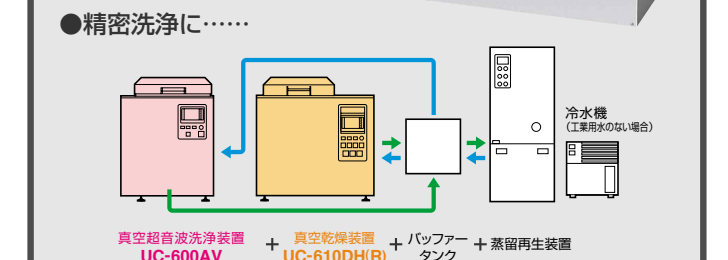 ●精密洗浄に……
冷水機
(工業用水のない場合)
真空超音波洗浄装置
UC-600AV
+
真空乾燥装置
UC-610DH(R)
+
バッファー
タンク
+
蒸留再生装置